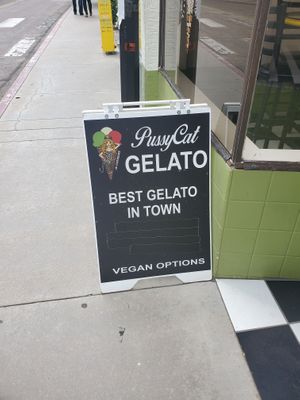 PussyCat
GELATO
BEST GELATO
IN TOWN
VEGAN OPTIONS